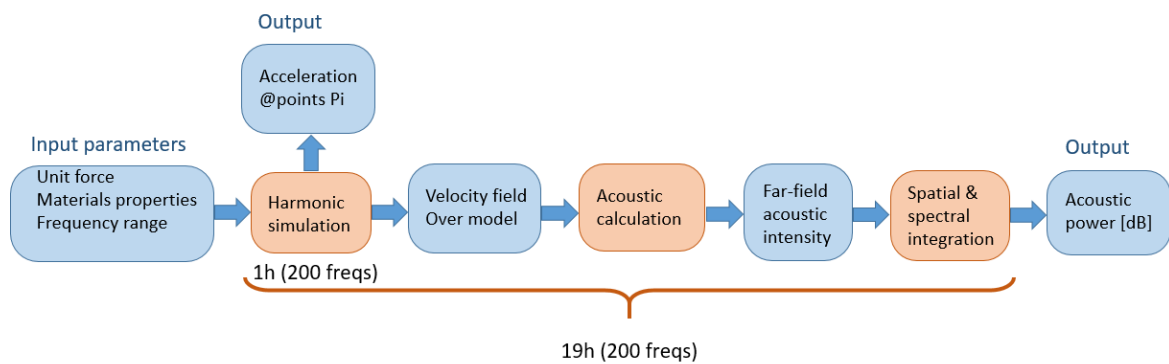 Output
Acceleration
@points Pi
Input parameters
Unit force
Materials properties
Frequency range
Harmonic
simulation
Velocity field
Over model
Acoustic
calculation
Far-field
acoustic
intensity
Spatial &
spectral
integration
Output
Acoustic
power [dB]
1h (200 freqs)
19h (200 freqs)